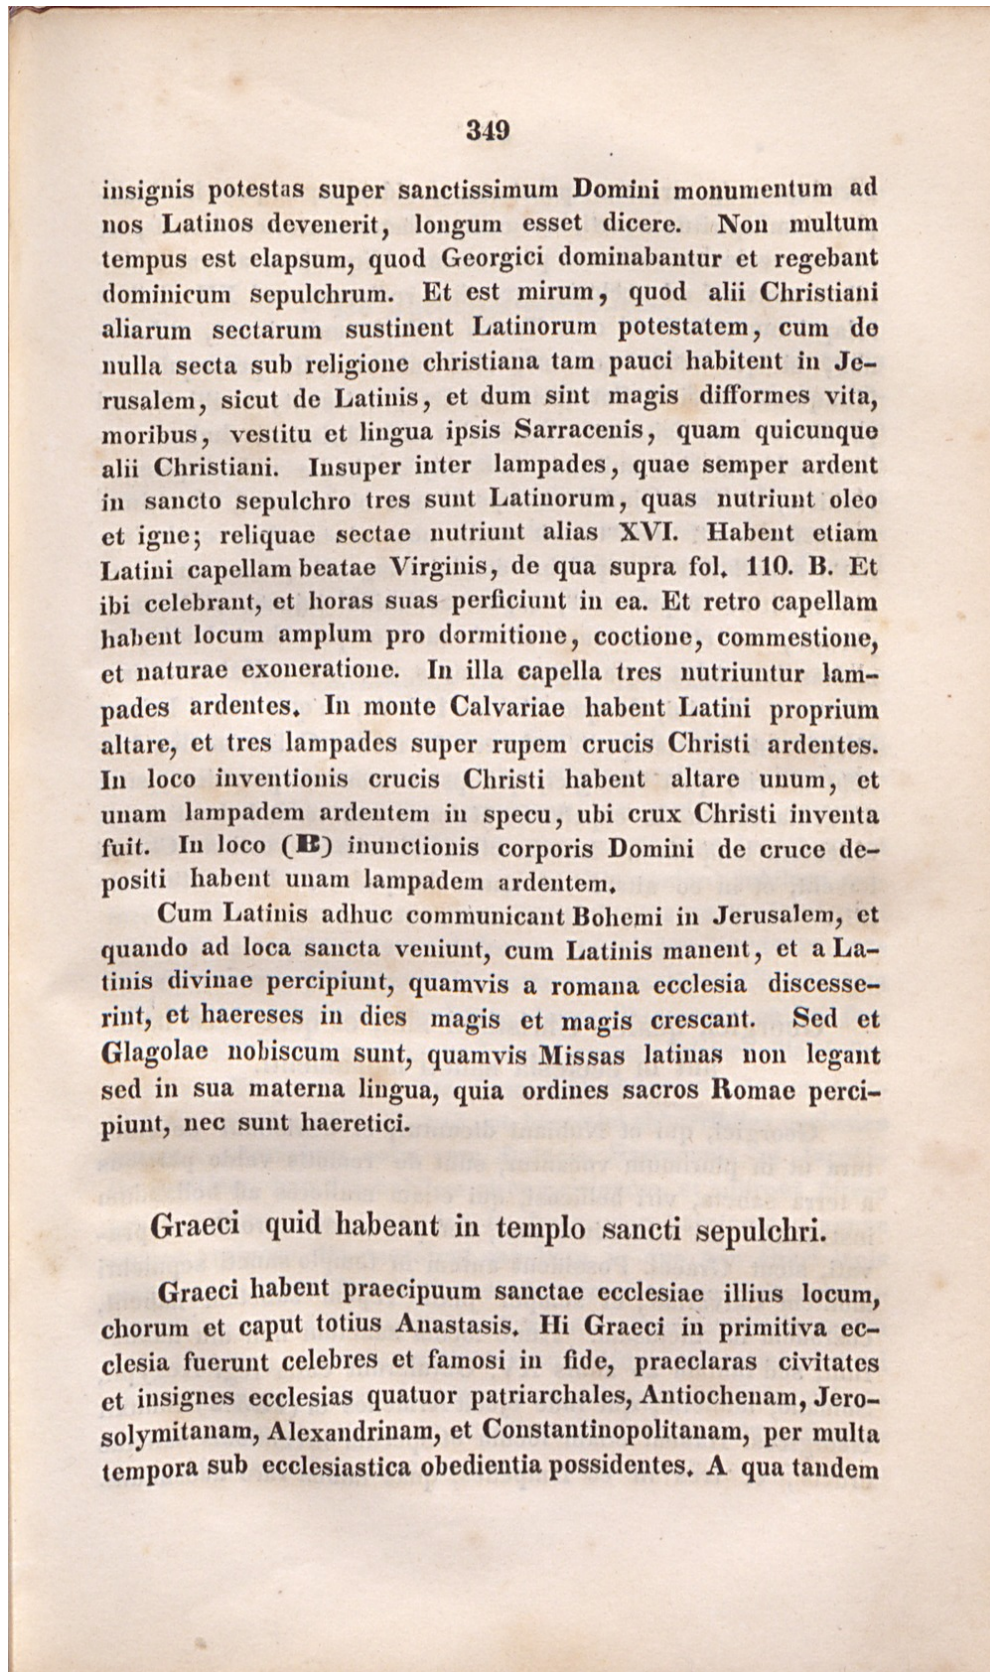 349
insignis potestas super sanctissimum Domini monumentum ad
nos Latinos devenerit, longum esset dicere. Non multum
tempus est elapsum, quod Georgici dominabantur et regebant
dominicum sepulchrum. Et est mirum, quod alii Christiani
aliarum sectarum sustinent Latinorum potestatem, cum de
nulla secta sub religione christiana tam pauci habitent in Je-
rusalem, sicut de Latinis, et dum sint magis difformes vita,
moribus, vestitu et lingua ipsis Sarracenis, quam quicunque
alii Christiani. Insuper inter lampades, quae semper ardent
in sancto sepulchro tres sunt Latinorum, quas nutriunt oleo
et igne; reliquae sectae nutriunt alias XVI. Habent etiam
Latini capellam beatae Virginis, de qua supra fol. 110. B. Et
ibi celebrant, et horas suas perficiunt in ea. Et retro capellam
habent locum amplum pro dormitione, coctione, commestione,
et naturae exoneratione. In illa capella tres nutriuntur lam-
pades ardentes. In monte Calvariae habent Latini proprium
altare, et tres lampades super rupem crucis Christi ardentes.
In loco inventionis crucis Christi habent altare unum, et
unam lampadem ardentem in specu, ubi crux Christi inventa
fuit. In loco (B) inunctionis corporis Domini de cruce de-
positi habent unam lampadem ardentem.
Cum Latinis adhuc communicant Bohemi in Jerusalem, et
quando ad loca sancta veniunt, cum Latinis manent, et a La-
tinis divinae percipiunt, quamvis a romana ecclesia discesse-
rint, et haereses in dies magis et magis crescant. Sed et
Glagolae nobiscum sunt, quamvis Missas latinas non legant
sed in sua materna lingua, quia ordines sacros Romae perci-
piunt, nec sunt haeretici.
Graeci quid habeant in templo sancti sepulchri.
Graeci habent praecipuum sanctae ecclesiae illius locum,
chorum et caput totius Anastasis. Hi Graeci in primitiva ec-
clesia fuerunt celebres et famosi in fide, praeclaras civitates
et insignes ecclesias quatuor patriarchales, Antiochenam, Jero-
solymitanam, Alexandrinam, et Constantinopolitanam, per multa
tempora sub ecclesiastica obedientia possidentes. A qua tandem